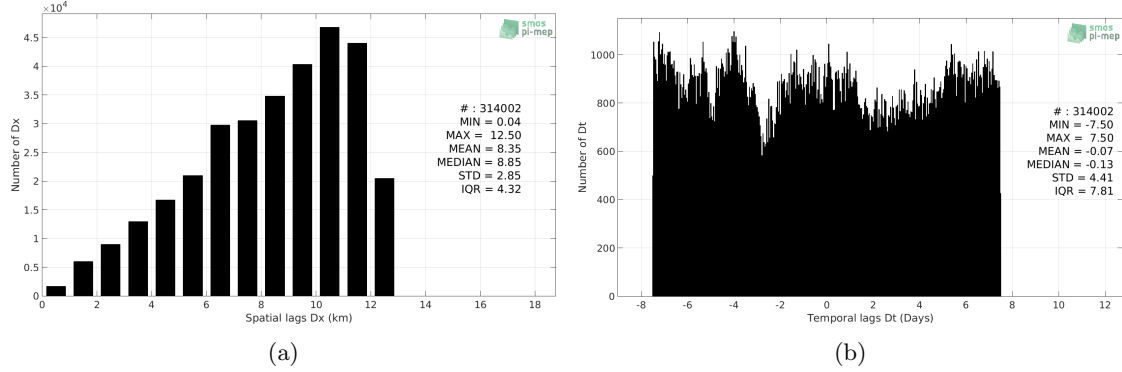 ×10⁴
4.5
4
3.5
3
2.5
2
1.5
1
0.5
0
Number of Dx
0 2 4 6 8 10 12 14 16 18
Spatial lags Dx (km)
smos
pi-mep
# : 314002
MIN = 0.04
MAX = 12.50
MEAN = 8.35
MEDIAN = 8.85
STD = 2.85
IQR = 4.32
(a)
1000
800
600
400
200
0
Number of Dt
-8 -6 -4 -2 0 2 4 6 8 10 12
Temporal lags Dt (Days)
smos
pi-mep
# : 314002
MIN = -7.50
MAX = 7.50
MEAN = -0.07
MEDIAN = -0.13
STD = 4.41
IQR = 7.81
(b)